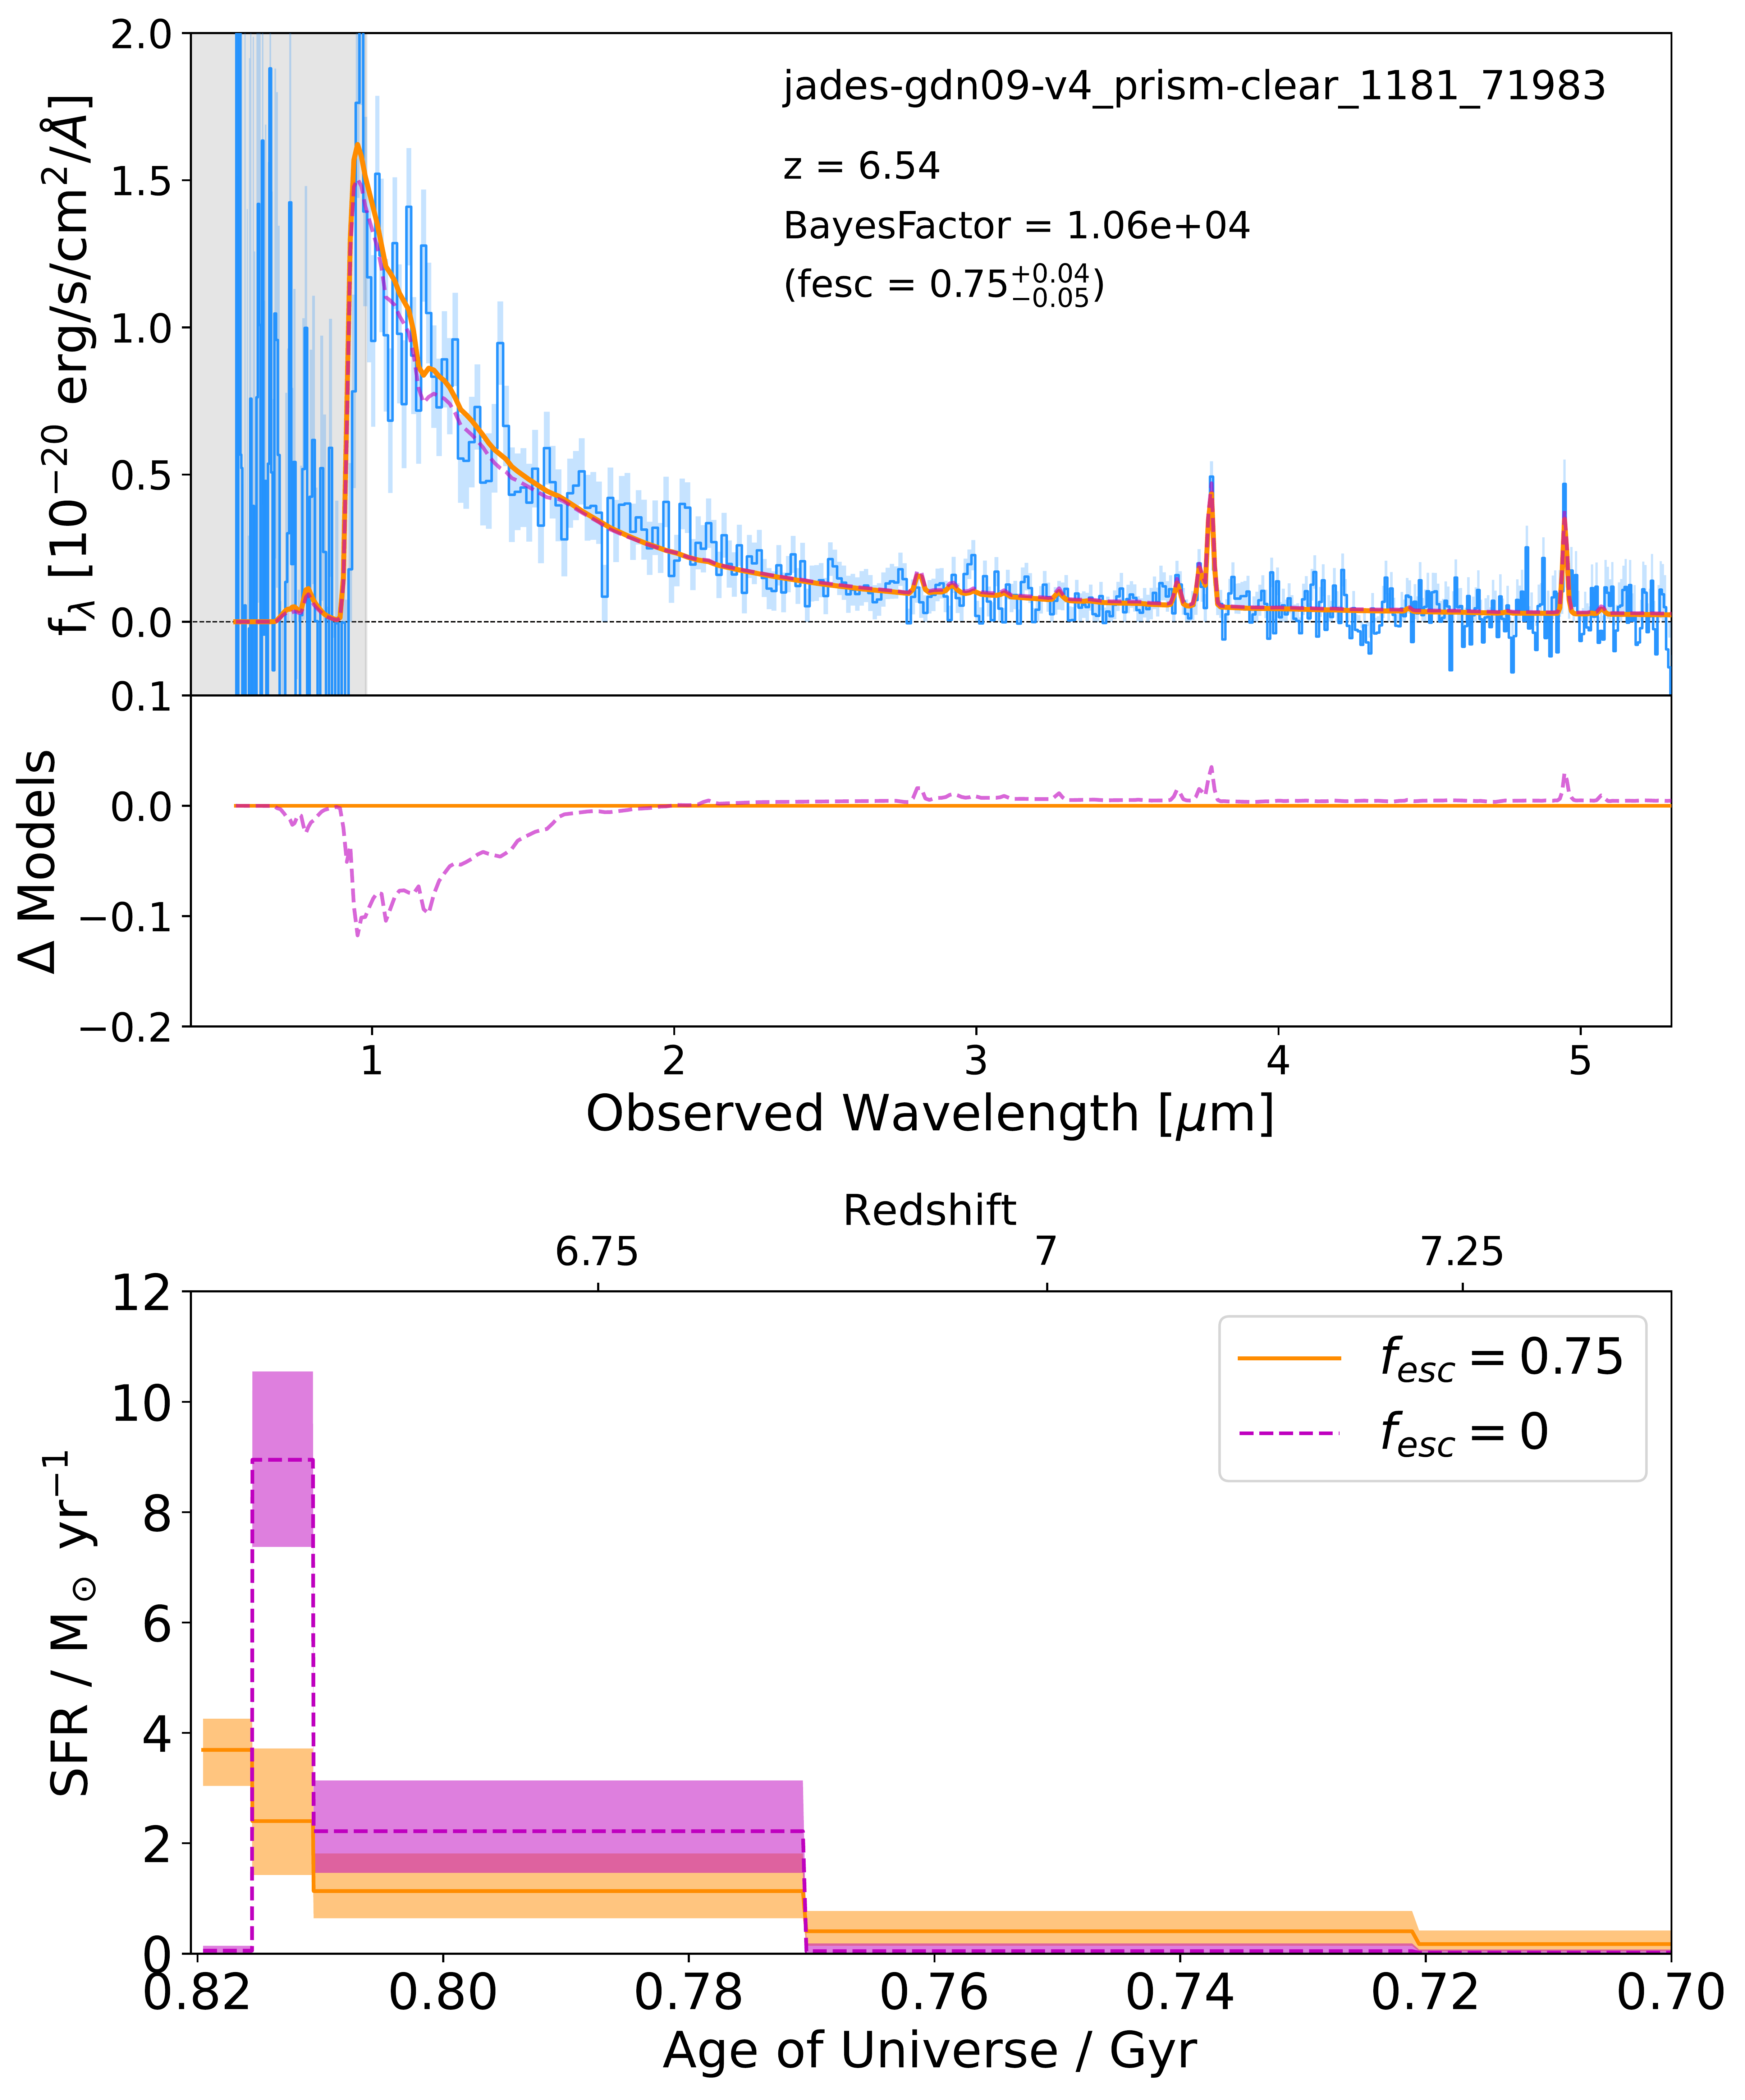 2.0
1.5
1.0
0.5
0.0
f_λ [10^−20 erg/s/cm^2/Å]
jades-gdn09-v4_prism-clear_1181_71983
z = 6.54
BayesFactor = 1.06e+04
(fesc = 0.75^{+0.04}_{−0.05})
0.1
0.0
−0.1
−0.2
Δ Models
1 2 3 4 5
Observed Wavelength [μm]
Redshift
6.75 7 7.25
12
10
8
6
4
2
0
SFR / M_⊙ yr^−1
f_esc = 0.75
f_esc = 0
0.82 0.80 0.78 0.76 0.74 0.72 0.70
Age of Universe / Gyr